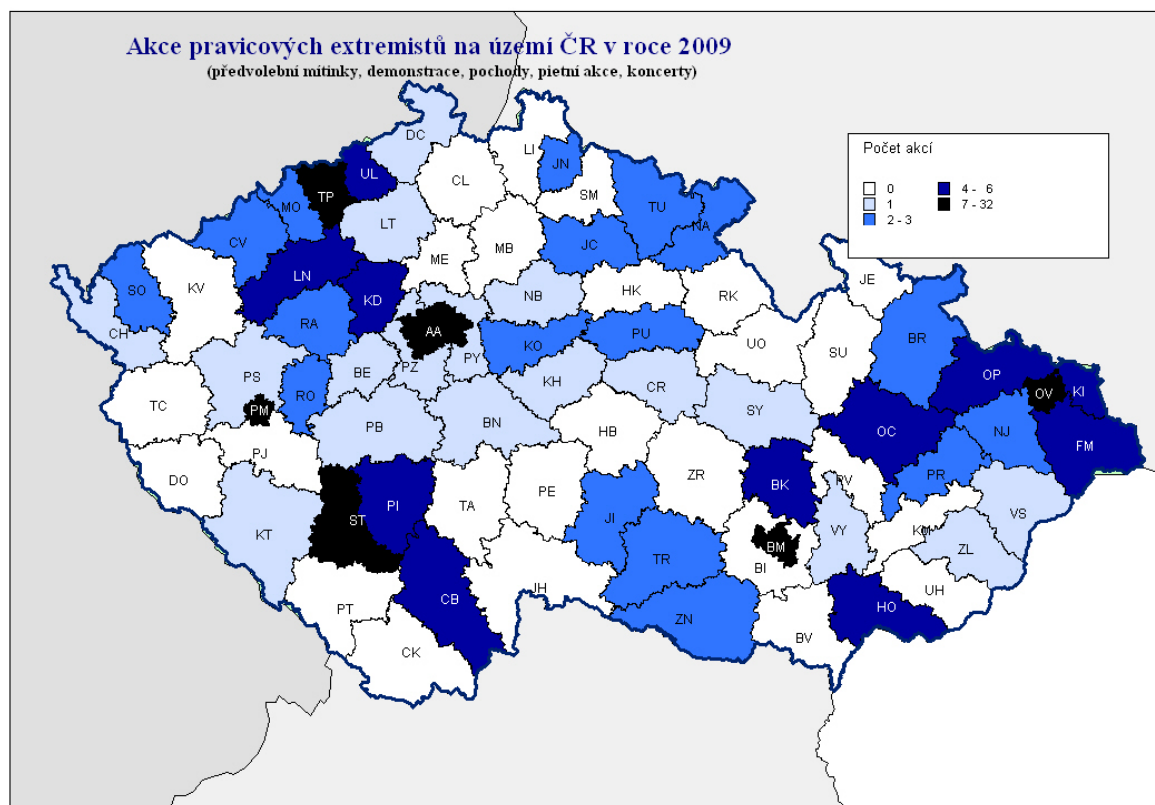 Akce pravicových extremistů na území ČR v roce 2009
(předvolební mítinky, demonstrace, pochody, pietní akce, koncerty)
Počet akcí
0
1
2 - 3
4 - 6
7 - 32
DC
LI
JN
UL
CL
SM
TP
MO
TU
LT
NA
CV
JC
MB
ME
LN
JE
SO
KV
NB
HK
RK
KD
RA
AA
CH
KO
PU
UO
SU
BR
PY
PZ
BE
OP
PS
KH
CR
KI
OV
RO
TC
SY
PM
PB
BN
HB
OC
NJ
FM
PJ
DO
ZR
PR
BK
PV
PE
TA
PI
ST
VS
JI
KT
KM
VY
BM
ZL
TR
BI
CB
JH
UH
PT
HO
ZN
BV
CK